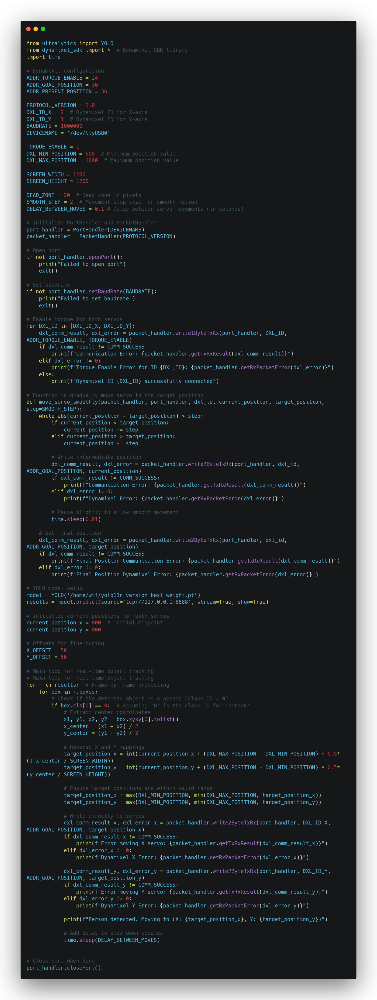 from ultralytics import YOLO
from dynamixel_sdk import *  # Dynamixel SDK library
import time

# Dynamixel configuration
ADDR_TORQUE_ENABLE = 24
ADDR_GOAL_POSITION = 30
ADDR_PRESENT_POSITION = 36

PROTOCOL_VERSION = 1.0
DXL_ID_X = 2  # Dynamixel ID for X-axis
DXL_ID_Y = 1  # Dynamixel ID for Y-axis
BAUDRATE = 1000000
DEVICENAME = '/dev/ttyUSB0'

TORQUE_ENABLE = 1
DXL_MIN_POSITION = 600  # Minimum position value
DXL_MAX_POSITION = 1000  # Maximum position value

SCREEN_WIDTH = 1200
SCREEN_HEIGHT = 1200

DEAD_ZONE = 20  # Dead zone in pixels
SMOOTH_STEP = 2  # Movement step size for smooth motion
DELAY_BETWEEN_MOVES = 0.1 # Delay between servo movements (in seconds)

# Initialize PortHandler and PacketHandler
port_handler = PortHandler(DEVICENAME)
packet_handler = PacketHandler(PROTOCOL_VERSION)

# Open port
if not port_handler.openPort():
    print("Failed to open port")
    exit()

# Set baudrate
if not port_handler.setBaudRate(BAUDRATE):
    print("Failed to set baudrate")
    exit()

# Enable torque for both servos
for DXL_ID in [DXL_ID_X, DXL_ID_Y]:
    dxl_comm_result, dxl_error = packet_handler.write1ByteTxRx(port_handler, DXL_ID,
ADDR_TORQUE_ENABLE, TORQUE_ENABLE)
    if dxl_comm_result != COMM_SUCCESS:
        print(f"Communication Error: {packet_handler.getTxRxResult(dxl_comm_result)}")
    elif dxl_error != 0:
        print(f"Torque Enable Error for ID {DXL_ID}: {packet_handler.getRxPacketError(dxl_error)}")
    else:
        print(f"Dynamixel ID {DXL_ID} successfully connected")

# Function to gradually move servo to the target position
def move_servo_smoothly(packet_handler, port_handler, dxl_id, current_position, target_position,
step=SMOOTH_STEP):
    while abs(current_position - target_position) > step:
        if current_position < target_position:
            current_position += step
        elif current_position > target_position:
            current_position -= step

        # Write intermediate position
        dxl_comm_result, dxl_error = packet_handler.write2ByteTxRx(port_handler, dxl_id,
ADDR_GOAL_POSITION, current_position)
        if dxl_comm_result != COMM_SUCCESS:
            print(f"Communication Error: {packet_handler.getTxRxResult(dxl_comm_result)}")
        elif dxl_error != 0:
            print(f"Dynamixel Error: {packet_handler.getRxPacketError(dxl_error)}")

        # Pause slightly to allow smooth movement
        time.sleep(0.01)

    # Set final position
    dxl_comm_result, dxl_error = packet_handler.write2ByteTxRx(port_handler, dxl_id,
ADDR_GOAL_POSITION, target_position)
    if dxl_comm_result != COMM_SUCCESS:
        print(f"Final Position Communication Error: {packet_handler.getTxRxResult(dxl_comm_result)}")
    elif dxl_error != 0:
        print(f"Final Position Dynamixel Error: {packet_handler.getRxPacketError(dxl_error)}")

# YOLO model setup
model = YOLO('/home/wtf/yolo11n version best weight.pt')
results = model.predict(source='tcp://127.0.0.1:8888', stream=True, show=True)

# Initialize current positions for both servos
current_position_x = 800  # Initial midpoint
current_position_y = 800

# Offsets for fine-tuning
X_OFFSET = 50
Y_OFFSET = 50

# Main loop for real-time object tracking
# Main loop for real-time object tracking
for r in results:  # Frame-by-frame processing
    for box in r.boxes:
        # Check if the detected object is a person (class ID = 0)
        if box.cls[0] == 0:  # Assuming '0' is the class ID for 'person'
            # Extract center coordinates
            x1, y1, x2, y2 = box.xyxy[0].tolist()
            x_center = (x1 + x2) / 2
            y_center = (y1 + y2) / 2

            # Reverse X and Y mappings
            target_position_x = int(current_position_x + (DXL_MAX_POSITION - DXL_MIN_POSITION) * 0.5*
(1-x_center / SCREEN_WIDTH))
            target_position_y = int(current_position_y + (DXL_MAX_POSITION - DXL_MIN_POSITION) * 0.5*
(y_center / SCREEN_HEIGHT))

            # Ensure target positions are within valid range
            target_position_x = max(DXL_MIN_POSITION, min(DXL_MAX_POSITION, target_position_x))
            target_position_y = max(DXL_MIN_POSITION, min(DXL_MAX_POSITION, target_position_y))

            # Write directly to servos
            dxl_comm_result_x, dxl_error_x = packet_handler.write2ByteTxRx(port_handler, DXL_ID_X,
ADDR_GOAL_POSITION, target_position_x)
            if dxl_comm_result_x != COMM_SUCCESS:
                print(f"Error moving X servo: {packet_handler.getTxRxResult(dxl_comm_result_x)}")
            elif dxl_error_x != 0:
                print(f"Dynamixel X Error: {packet_handler.getRxPacketError(dxl_error_x)}")

            dxl_comm_result_y, dxl_error_y = packet_handler.write2ByteTxRx(port_handler, DXL_ID_Y,
ADDR_GOAL_POSITION, target_position_y)
            if dxl_comm_result_y != COMM_SUCCESS:
                print(f"Error moving Y servo: {packet_handler.getTxRxResult(dxl_comm_result_y)}")
            elif dxl_error_y != 0:
                print(f"Dynamixel Y Error: {packet_handler.getRxPacketError(dxl_error_y)}")

            print(f"Person detected. Moving to (X: {target_position_x}, Y: {target_position_y})")

            # Add delay to slow down updates
            time.sleep(DELAY_BETWEEN_MOVES)


# Close port when done
port_handler.closePort()